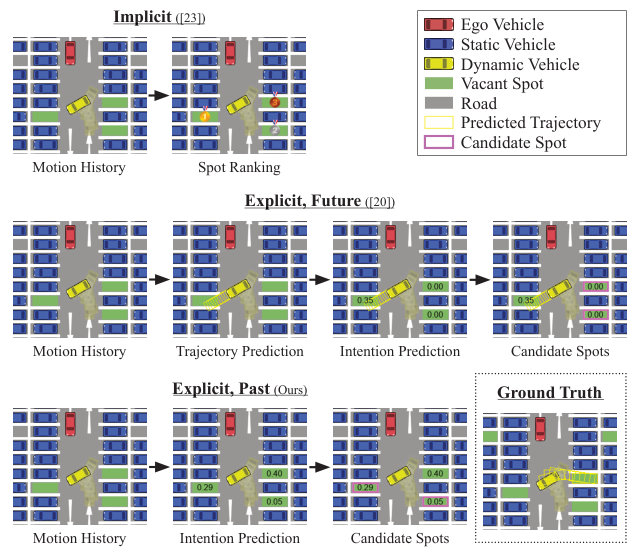 Implicit ([23])
Motion History
Spot Ranking
1
3
2
Ego Vehicle
Static Vehicle
Dynamic Vehicle
Vacant Spot
Road
Predicted Trajectory
Candidate Spot
Explicit, Future ([20])
0.35
0.00
0.00
0.35
0.00
0.00
Motion History
Trajectory Prediction
Intention Prediction
Candidate Spots
Explicit, Past (Ours)
0.40
0.29
0.05
0.40
0.29
0.05
Motion History
Intention Prediction
Candidate Spots
Ground Truth